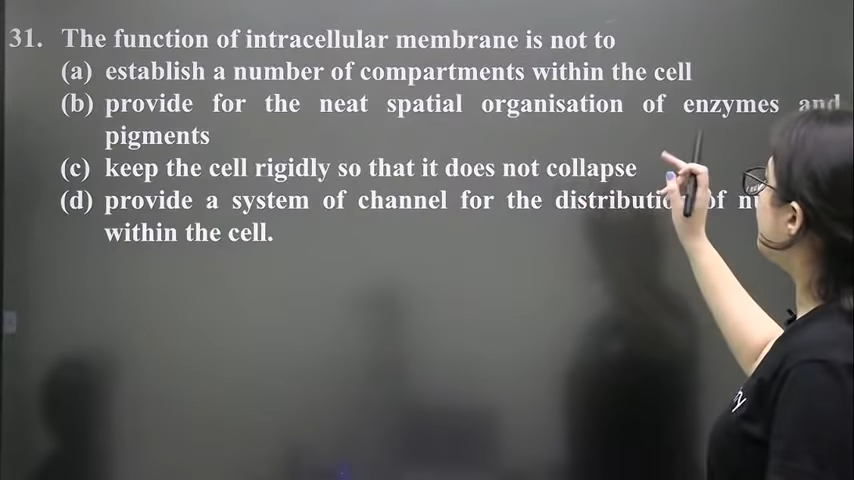 31. The function of intracellular membrane is not to
(a) establish a number of compartments within the cell
(b) provide for the neat spatial organisation of enzymes and
pigments
(c) keep the cell rigidly so that it does not collapse
(d) provide a system of channel for the distribution of
within the cell.